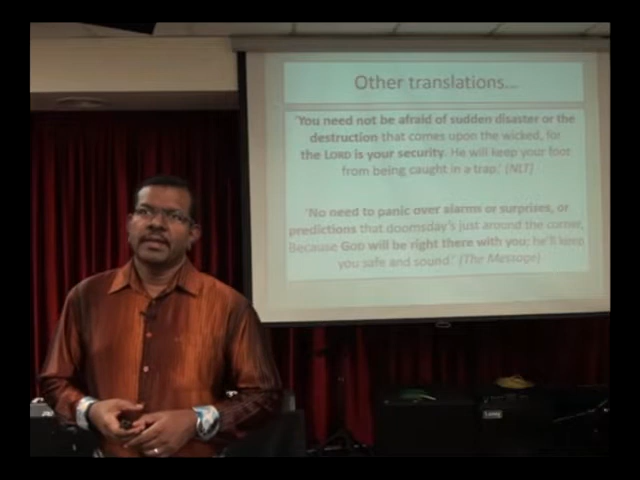 Other translations...
'You need not be afraid of sudden disaster or the
destruction that comes upon the wicked, for
the LORD is your security. He will keep your foot
from being caught in a trap.' (NLT)
'No need to panic over alarms or surprises, or
predictions that doomsday's just around the corner,
Because GOD will be right there with you; he'll keep
you safe and sound.' (The Message)